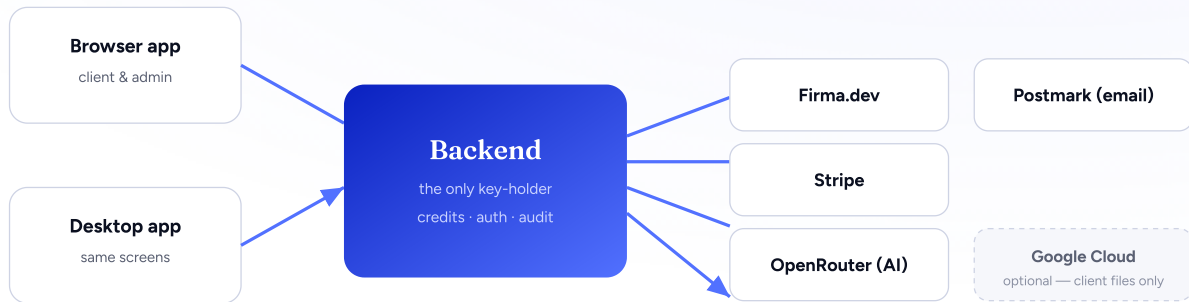 Browser app
client & admin
Desktop app
same screens
Backend
the only key-holder
credits · auth · audit
Firma.dev
Postmark (email)
Stripe
OpenRouter (AI)
Google Cloud
optional — client files only